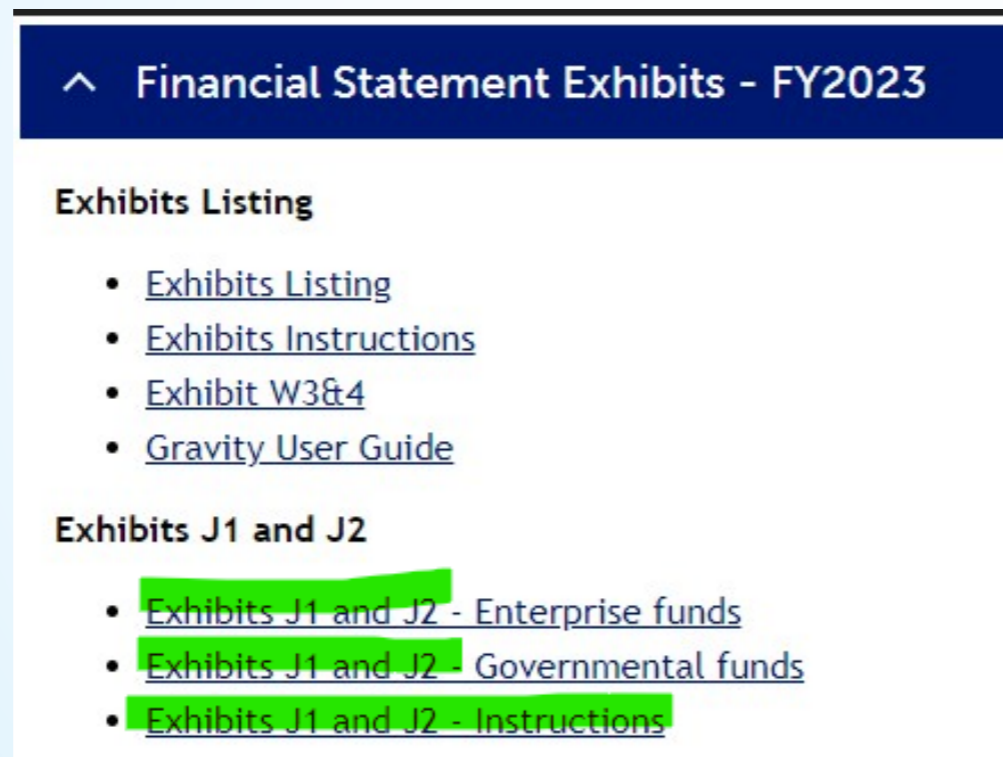 Financial Statement Exhibits - FY2023
Exhibits Listing
Exhibits Listing
Exhibits Instructions
Exhibit W3&4
Gravity User Guide
Exhibits J1 and J2
Exhibits J1 and J2 - Enterprise funds
Exhibits J1 and J2 - Governmental funds
Exhibits J1 and J2 - Instructions